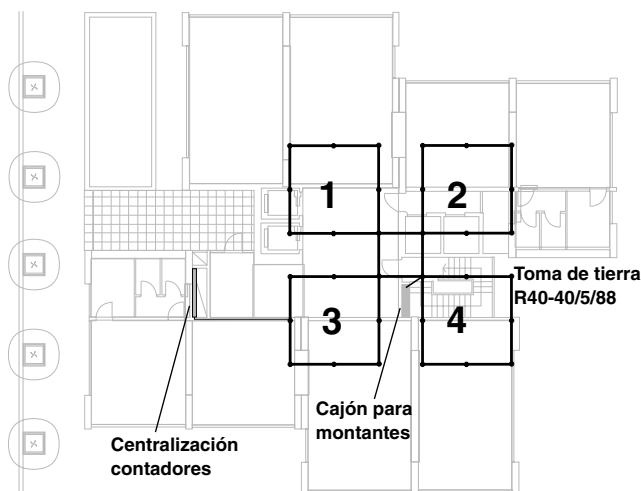 1
2
3
4
Toma de tierra
R40-40/5/88
Cajón para
montantes
Centralización
contadores